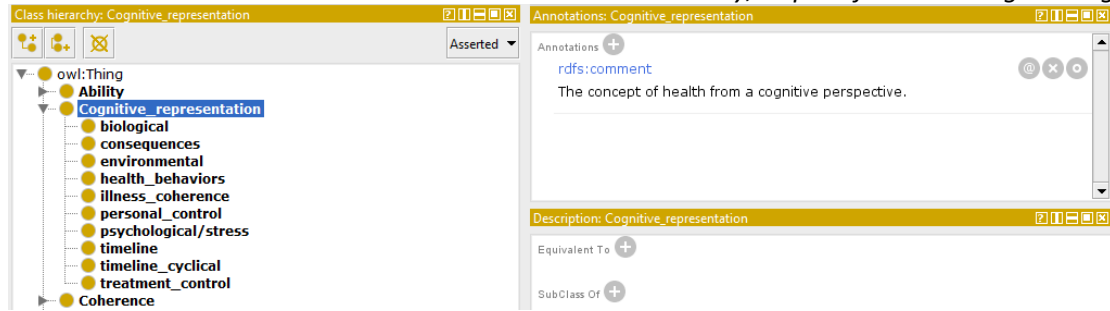 Class hierarchy: Cognitive_representation
Asserted
owl:Thing
Ability
Cognitive_representation
biological
consequences
environmental
health_behaviors
illness_coherence
personal_control
psychological/stress
timeline
timeline_cyclical
treatment_control
Coherence
Annotations: Cognitive_representation
Annotations
rdfs:comment
The concept of health from a cognitive perspective.
Description: Cognitive_representation
Equivalent To
SubClass Of